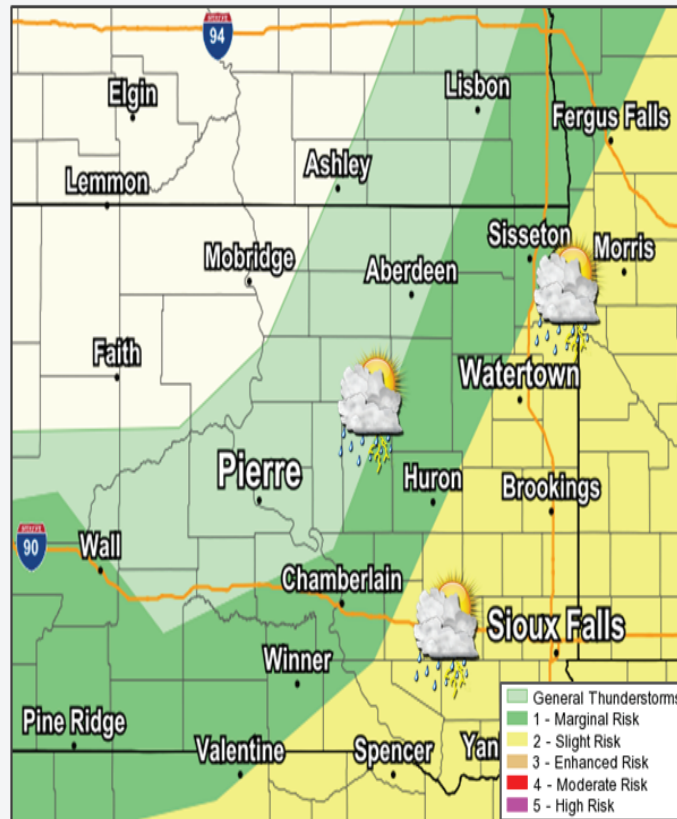 94
Elgin
Lisbon
Fergus Falls
Ashley
Lemmon
Sisseton
Morris
Mobridge
Aberdeen
Faith
Watertown
Pierre
Huron
Brookings
90
Wall
Chamberlain
Sioux Falls
Winner
Pine Ridge
Valentine
Spencer
Yan
General Thunderstorms
1 - Marginal Risk
2 - Slight Risk
3 - Enhanced Risk
4 - Moderate Risk
5 - High Risk